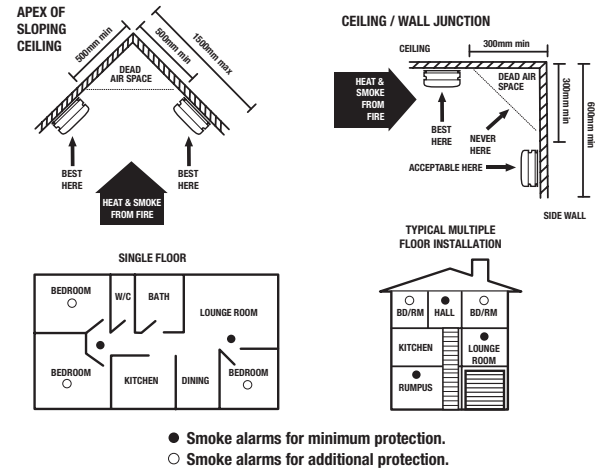 APEX OF
SLOPING
CEILING
500mm min
500mm min
1500mm max
DEAD
AIR SPACE
BEST
HERE
BEST
HERE
HEAT & SMOKE
FROM FIRE
CEILING / WALL JUNCTION
CEILING
300mm min
HEAT &
SMOKE
FROM
FIRE
DEAD AIR
SPACE
300mm min
600mm min
BEST
HERE
NEVER
HERE
ACCEPTABLE HERE
SIDE WALL
SINGLE FLOOR
BEDROOM
W/C
BATH
LOUNGE ROOM
BEDROOM
KITCHEN
DINING
BEDROOM
TYPICAL MULTIPLE
FLOOR INSTALLATION
BD/RM
HALL
BD/RM
KITCHEN
LOUNGE
ROOM
RUMPUS
Smoke alarms for minimum protection.
Smoke alarms for additional protection.